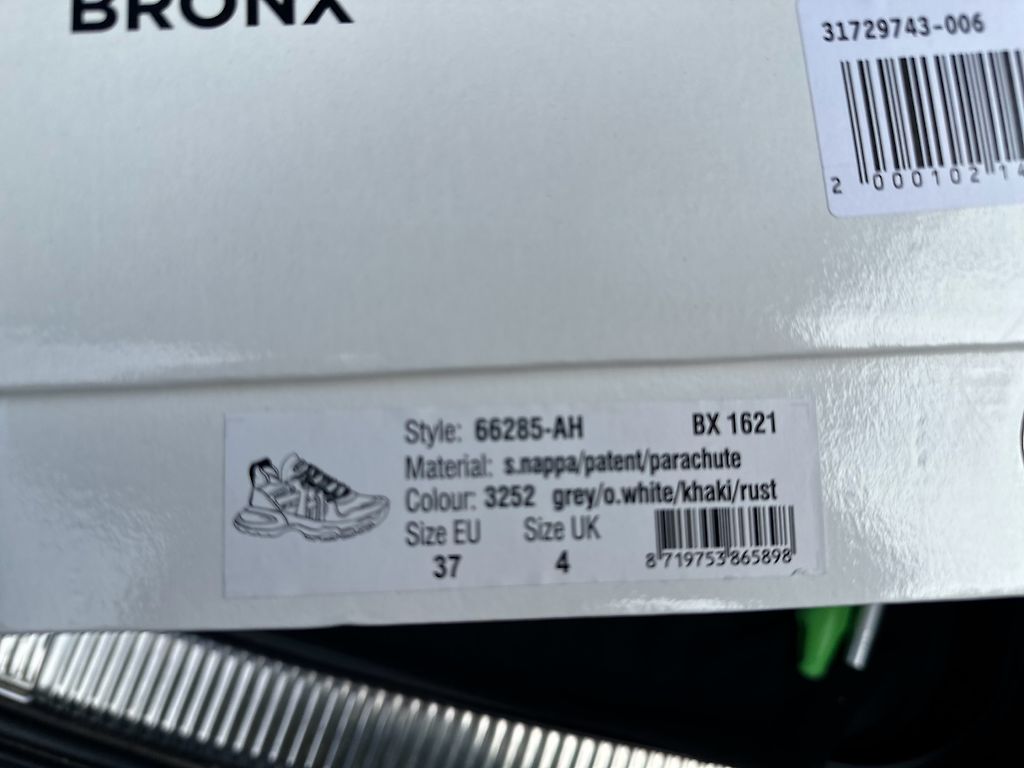 BRONX
31729743-006
2 000102 14
Style: 66285-AH BX 1621
Material: s.nappa/patent/parachute
Colour: 3252 grey/o.white/khaki/rust
Size EU Size UK
37 4
8 719753 865898